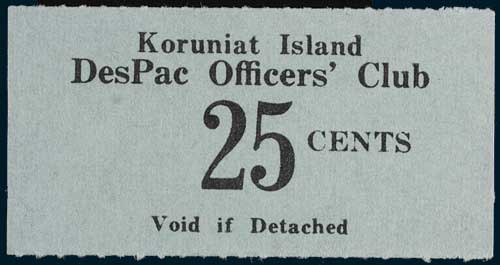 Koruniat Island
DesPac Officers' Club
25 CENTS
Void if Detached